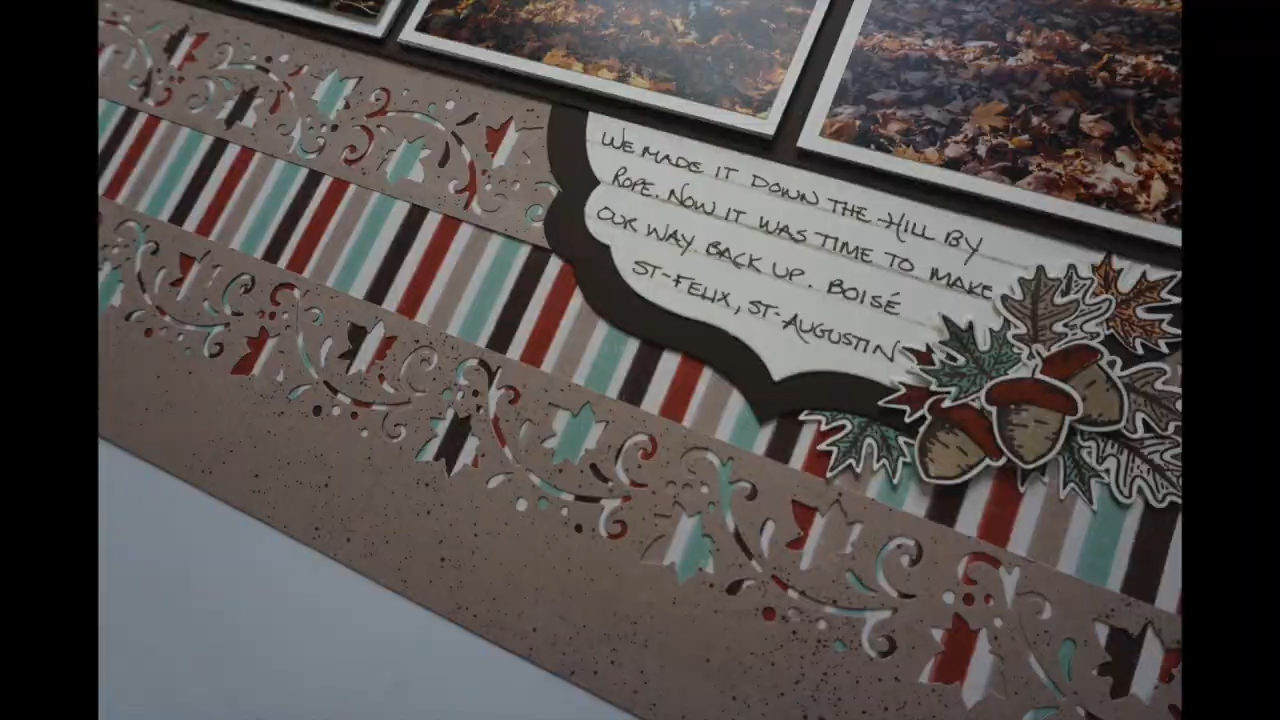 WE MADE IT DOWN THE HILL BY
ROPE. NOW IT WAS TIME TO MAKE
OUR WAY BACK UP. BOISÉ
ST-FELIX, ST-AUGUSTIN